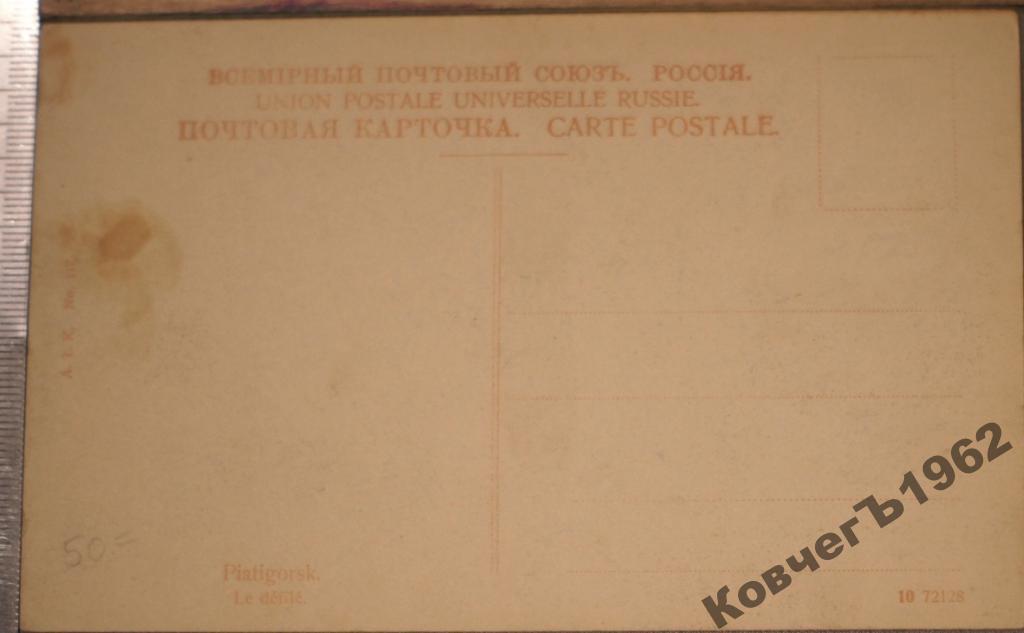 ВСЕМІРНЫЙ ПОЧТОВЫЙ СОЮЗЪ. РОССІЯ.
UNION POSTALE UNIVERSELLE RUSSIE.
ПОЧТОВАЯ КАРТОЧКА. CARTE POSTALE.
No.
50.=
Piatigorsk.
Le défilé.
10 72128
КовчегЪ1962